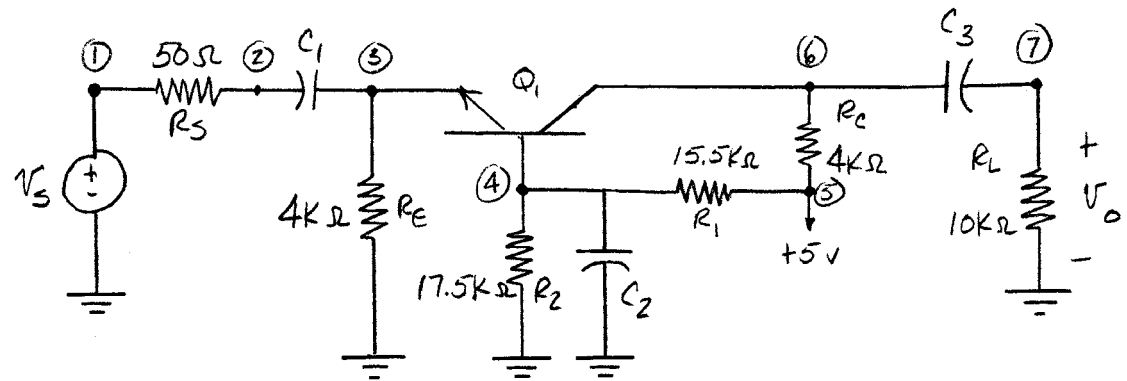 ① 50Ω ② C1 ③ Q1 ⑥ C3 ⑦
RS
VS + -
4KΩ RE
④ 15.5KΩ R1 ⑤
RC 4KΩ
+5v
17.5KΩ R2 C2
RL 10KΩ
+ Vo -